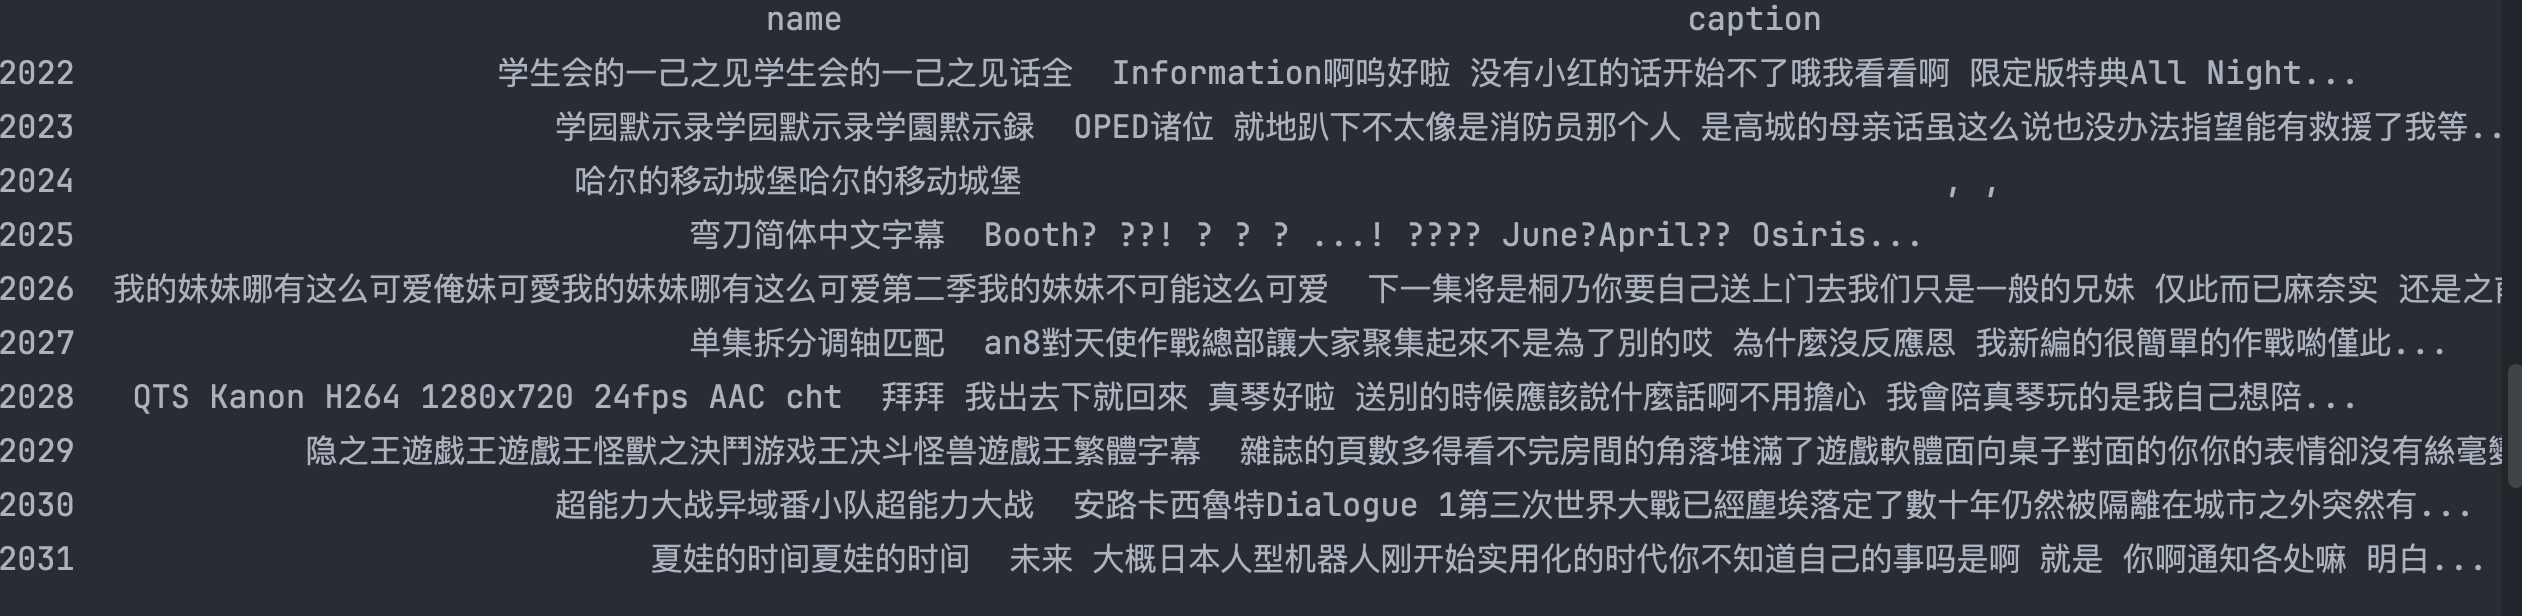 name caption
2022 学生会的一己之见学生会的一己之见话全 Information啊呜好啦 没有小红的话开始不了哦我看看啊 限定版特典All Night...
2023 学园默示录学园默示录学園黙示録 OPED诸位 就地趴下不太像是消防员那个人 是高城的母亲话虽这么说也没办法指望能有救援了我等..
2024 哈尔的移动城堡哈尔的移动城堡 , ,
2025 弯刀简体中文字幕 Booth? ??! ? ? ? ...! ???? June?April?? Osiris...
2026 我的妹妹哪有这么可爱俺妹可愛我的妹妹哪有这么可爱第二季我的妹妹不可能这么可爱 下一集将是桐乃你要自己送上门去我们只是一般的兄妹 仅此而已麻奈实 还是之
2027 单集拆分调轴匹配 an8對天使作戰總部讓大家聚集起來不是為了別的哎 為什麼沒反應恩 我新編的很簡單的作戰喲僅此...
2028 QTS Kanon H264 1280x720 24fps AAC cht 拜拜 我出去下就回來 真琴好啦 送別的時候應該說什麼話啊不用擔心 我會陪真琴玩的是我自己想陪...
2029 隐之王遊戲王遊戲王怪獸之決鬥游戏王决斗怪兽遊戲王繁體字幕 雜誌的頁數多得看不完房間的角落堆滿了遊戲軟體面向桌子對面的你你的表情卻沒有絲毫
2030 超能力大战异域番小队超能力大战 安路卡西魯特Dialogue 1第三次世界大戰已經塵埃落定了數十年仍然被隔離在城市之外突然有...
2031 夏娃的时间夏娃的时间 未来 大概日本人型机器人刚开始实用化的时代你不知道自己的事吗是啊 就是 你啊通知各处嘛 明白...